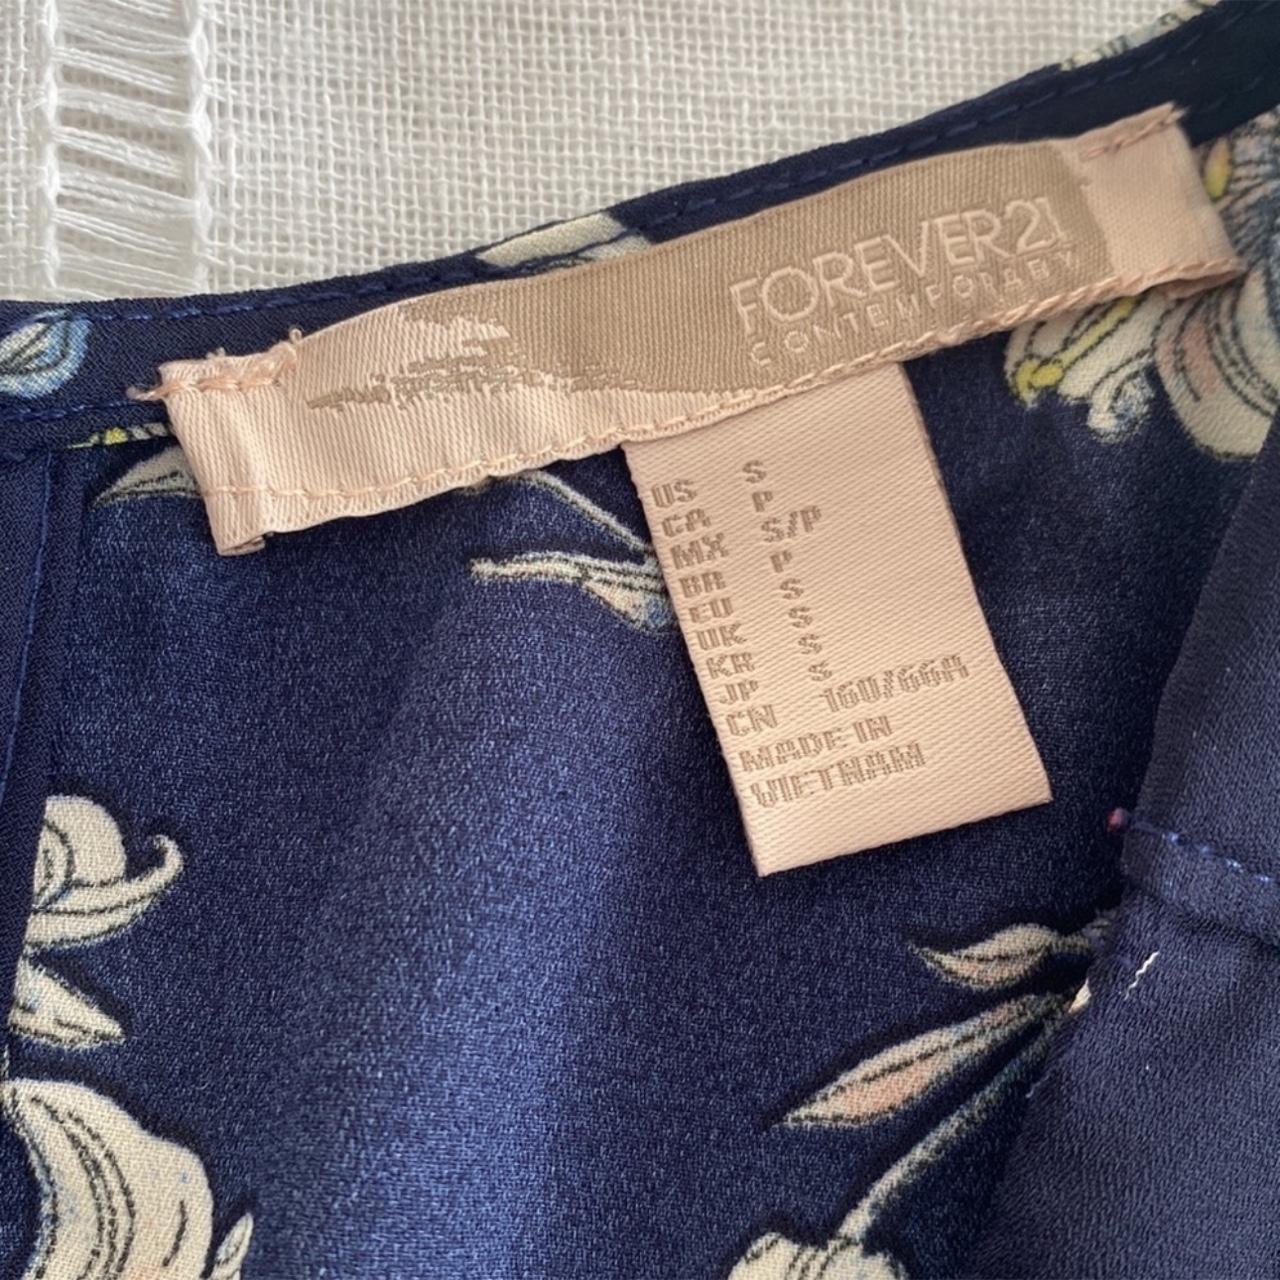 FOREVER21
CONTEMPORARY
US S
CA P
MX S/P
BR P
EU S
UK S
KR S
JP S
CN 160/66A
MADE IN
VIETNAM